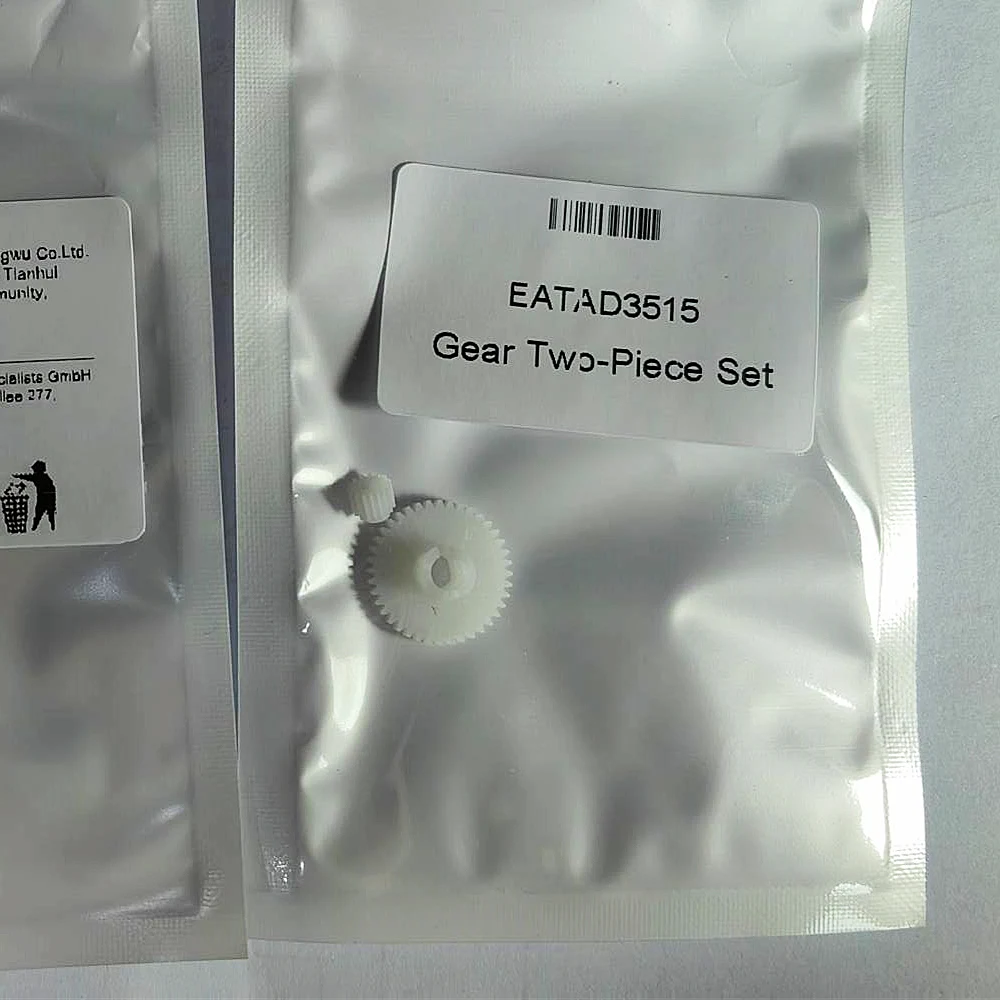 gwu Co.Ltd.
Tianhui
munity,
cialists GmbH
llee 277,
EATAD3515
Gear Two-Piece Set